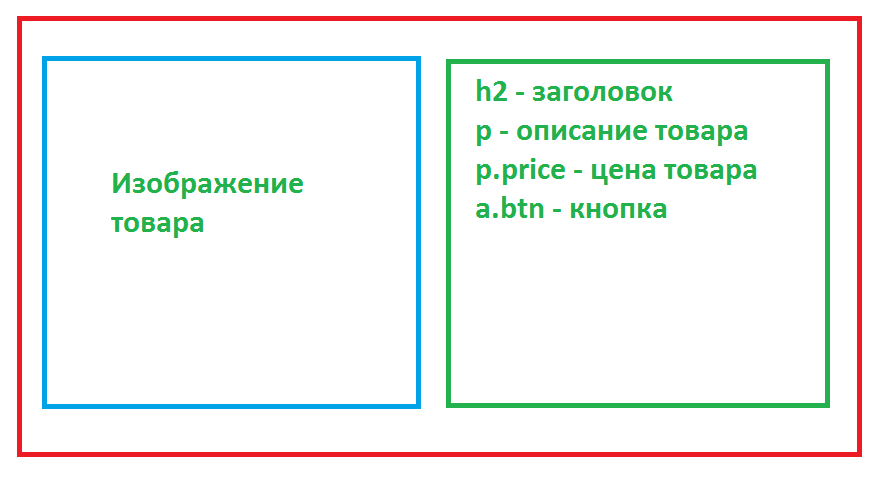 Изображение
товара
h2 - заголовок
p - описание товара
p.price - цена товара
a.btn - кнопка